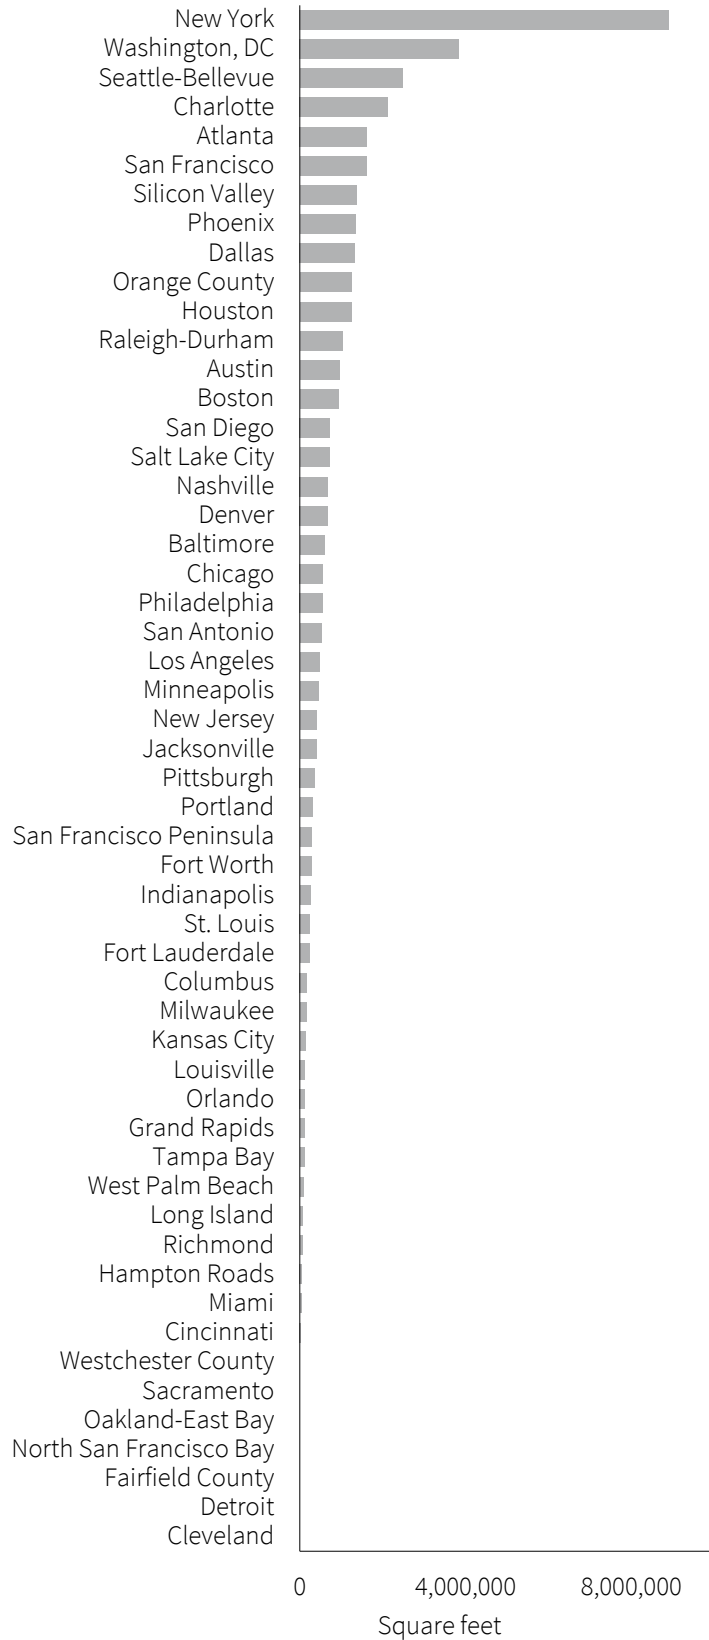 New York
Washington, DC
Seattle-Bellevue
Charlotte
Atlanta
San Francisco
Silicon Valley
Phoenix
Dallas
Orange County
Houston
Raleigh-Durham
Austin
Boston
San Diego
Salt Lake City
Nashville
Denver
Baltimore
Chicago
Philadelphia
San Antonio
Los Angeles
Minneapolis
New Jersey
Jacksonville
Pittsburgh
Portland
San Francisco Peninsula
Fort Worth
Indianapolis
St. Louis
Fort Lauderdale
Columbus
Milwaukee
Kansas City
Louisville
Orlando
Grand Rapids
Tampa Bay
West Palm Beach
Long Island
Richmond
Hampton Roads
Miami
Cincinnati
Westchester County
Sacramento
Oakland-East Bay
North San Francisco Bay
Fairfield County
Detroit
Cleveland
0 4,000,000 8,000,000
Square feet